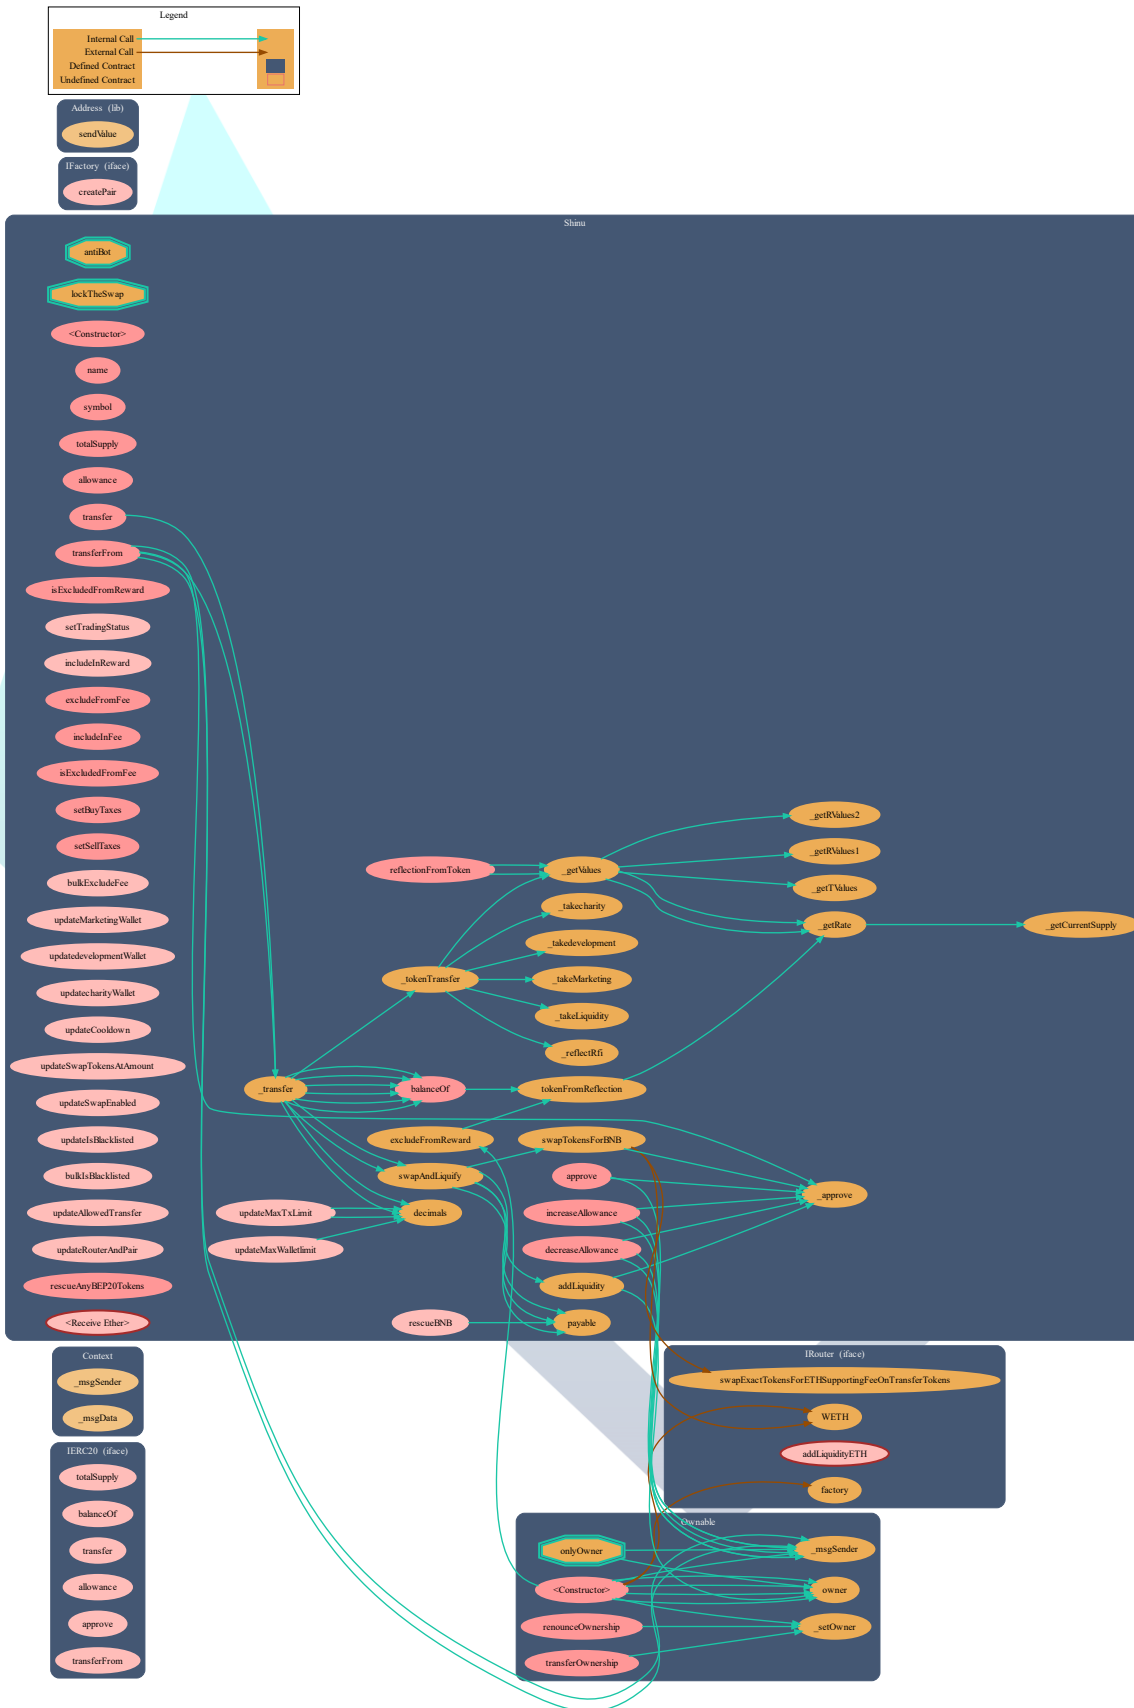 Legend
Internal Call
External Call
Defined Contract
Undefined Contract
Address (lib)
sendValue
IFactory (iface)
createPair
Shinu
antiBot
lockTheSwap
<Constructor>
name
symbol
totalSupply
allowance
transfer
transferFrom
isExcludedFromReward
setTradingStatus
includeInReward
excludeFromFee
includeInFee
isExcludedFromFee
setBuyTaxes
setSellTaxes
bulkExcludeFee
updateMarketingWallet
updatedevelopmentWallet
updatecharityWallet
updateCooldown
updateSwapTokensAtAmount
updateSwapEnabled
updateIsBlacklisted
bulkIsBlacklisted
updateAllowedTransfer
updateRouterAndPair
rescueAnyBEP20Tokens
<Receive Ether>
_transfer
updateMaxTxLimit
updateMaxWalletlimit
reflectionFromToken
_tokenTransfer
balanceOf
excludeFromReward
swapAndLiquify
decimals
rescueBNB
_getValues
_takecharity
_takedevelopment
_takeMarketing
_takeLiquidity
_reflectRfi
tokenFromReflection
swapTokensForBNB
approve
increaseAllowance
decreaseAllowance
addLiquidity
payable
_getRValues2
_getRValues1
_getTValues
_getRate
_approve
_getCurrentSupply
Context
_msgSender
_msgData
IERC20 (iface)
totalSupply
balanceOf
transfer
allowance
approve
transferFrom
IRouter (iface)
swapExactTokensForETHSupportingFeeOnTransferTokens
WETH
addLiquidityETH
factory
Ownable
onlyOwner
<Constructor>
renounceOwnership
transferOwnership
_msgSender
owner
_setOwner